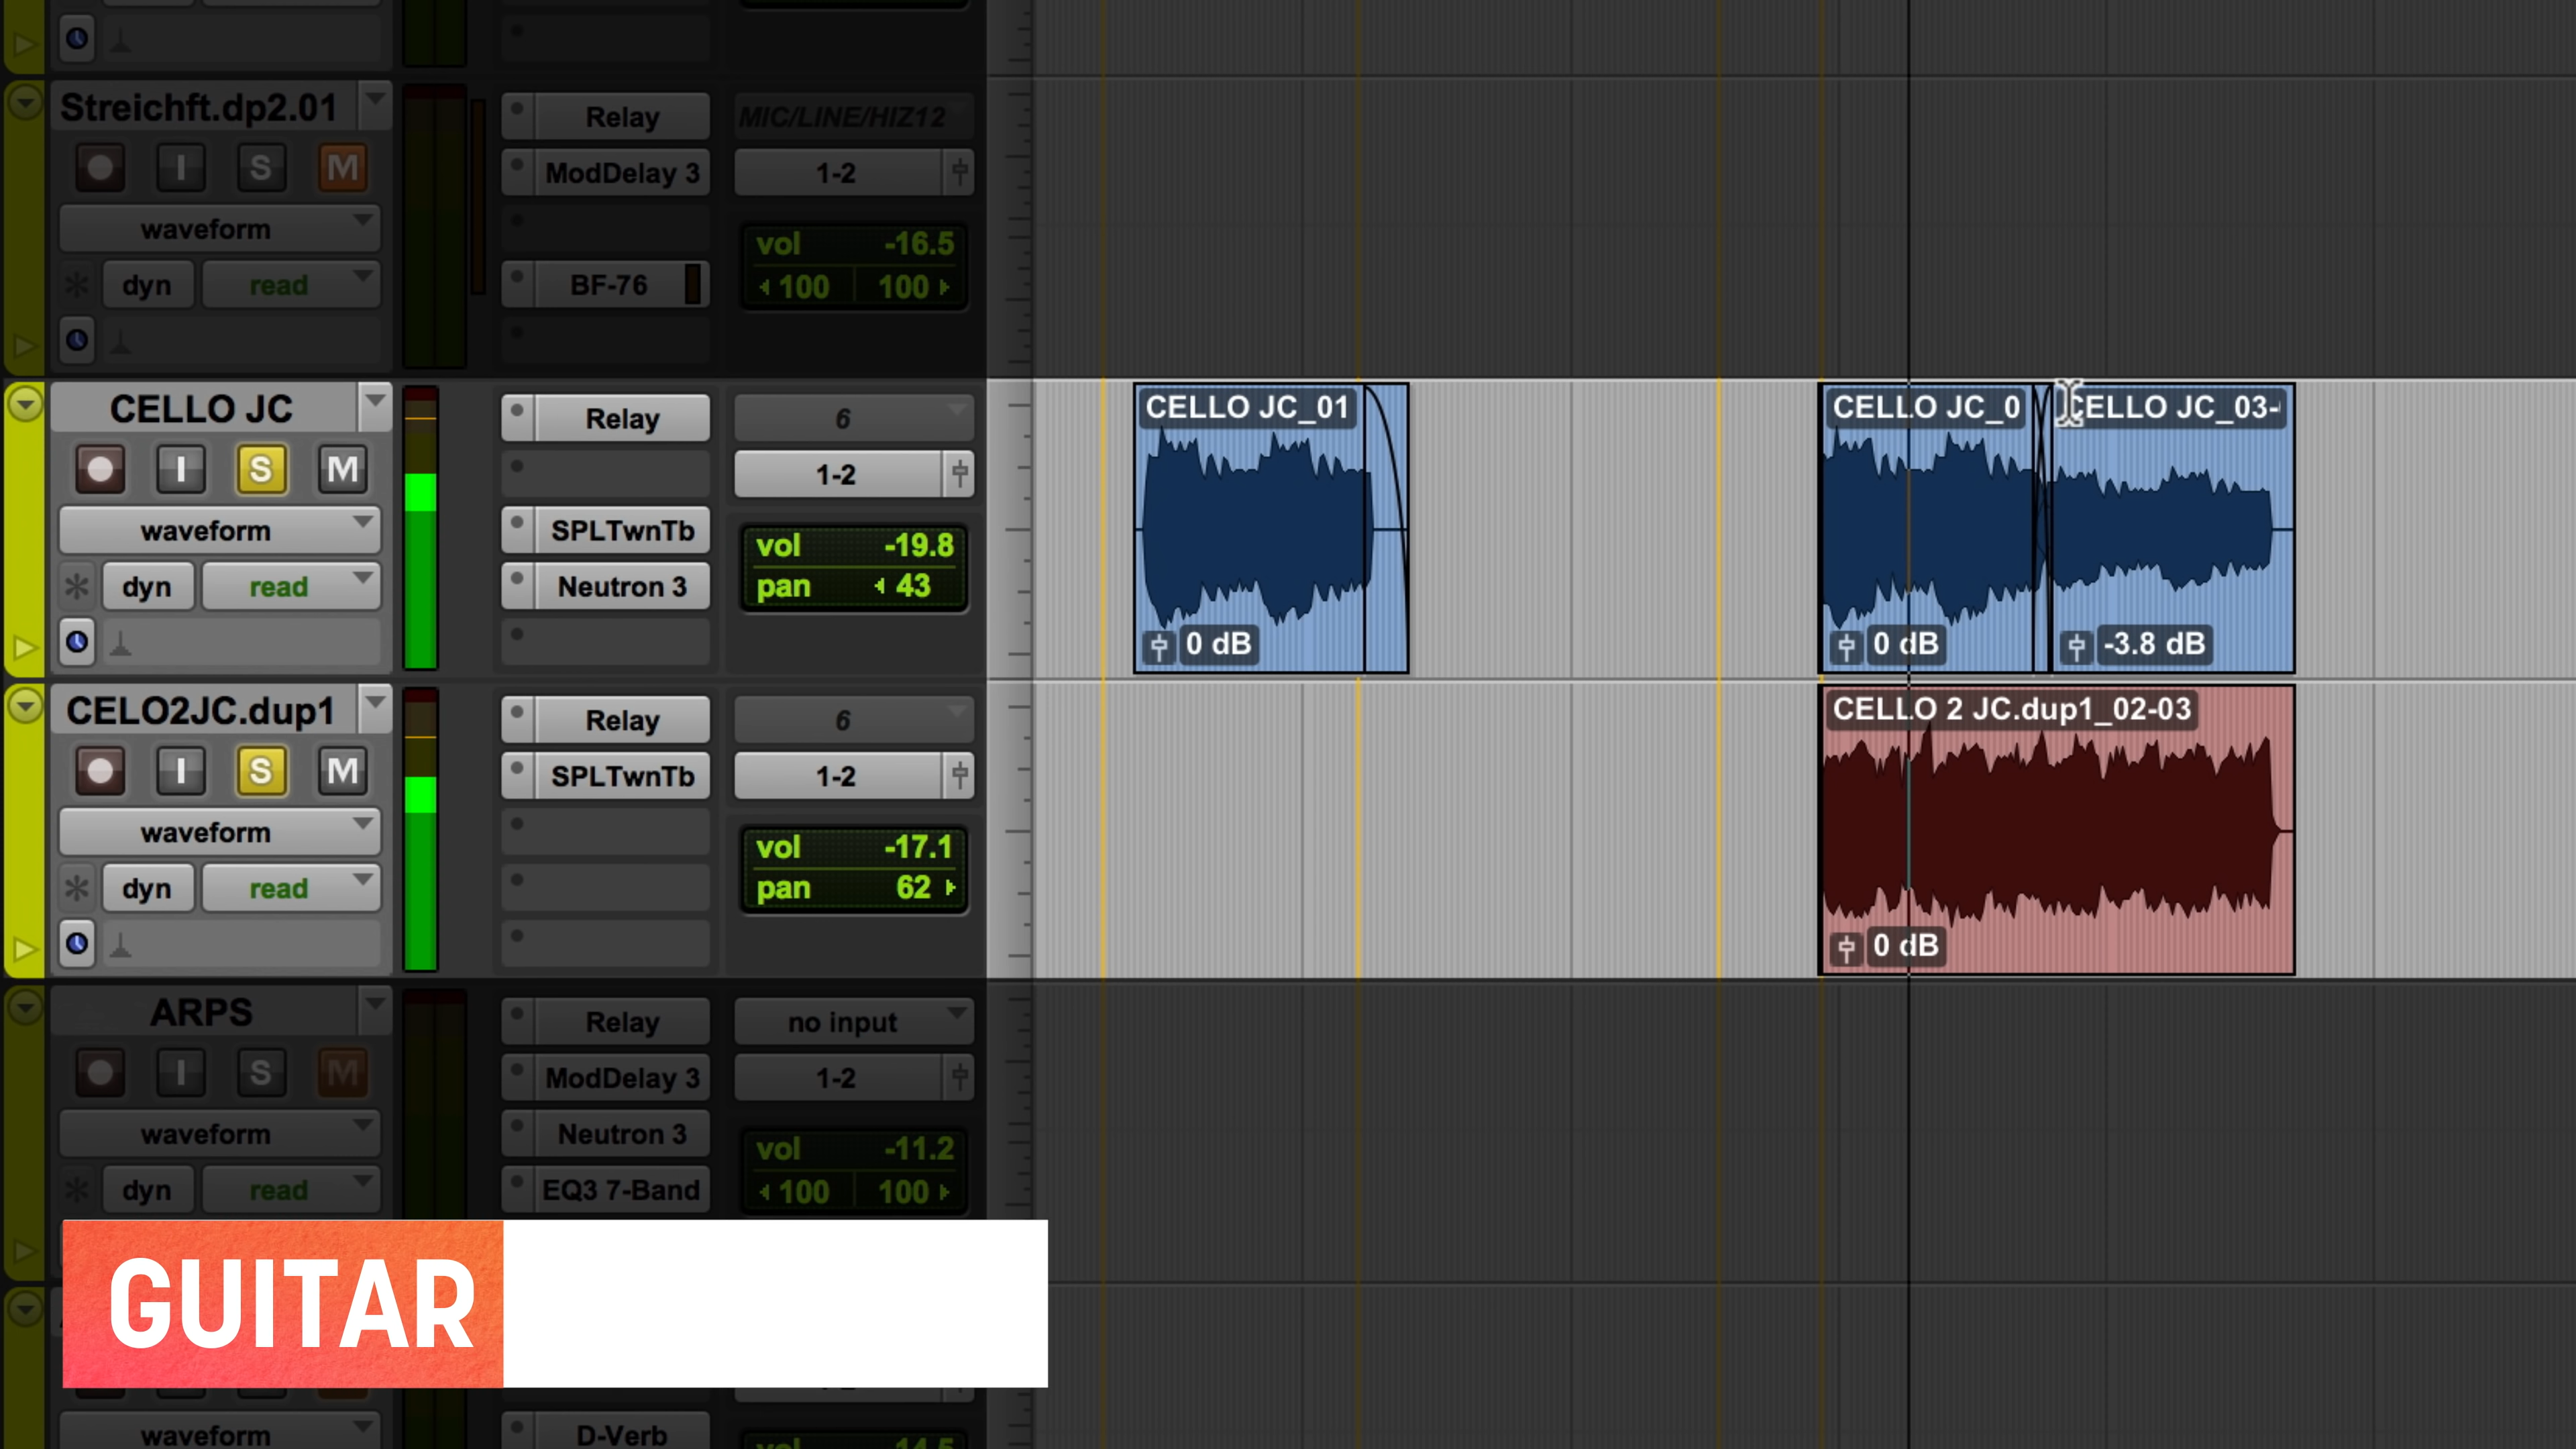 Streichft.dp2.01
I S M
waveform
dyn read
Relay
ModDelay 3
BF-76
MIC/LINE/HIZ12
1-2
vol -16.5
100 100
CELLO JC
I S M
waveform
dyn read
Relay
SPLTwnTb
Neutron 3
6
1-2
vol -19.8
pan 43
CELLO JC_01
0 dB
CELLO JC_0
0 dB
CELLO JC_03-
-3.8 dB
CELO2JC.dup1
I S M
waveform
dyn read
Relay
SPLTwnTb
6
1-2
vol -17.1
pan 62
CELLO 2 JC.dup1_02-03
0 dB
ARPS
I S M
waveform
dyn read
Relay
ModDelay 3
Neutron 3
EQ3 7-Band
no input
1-2
vol -11.2
100 100
GUITAR
waveform
D-Verb